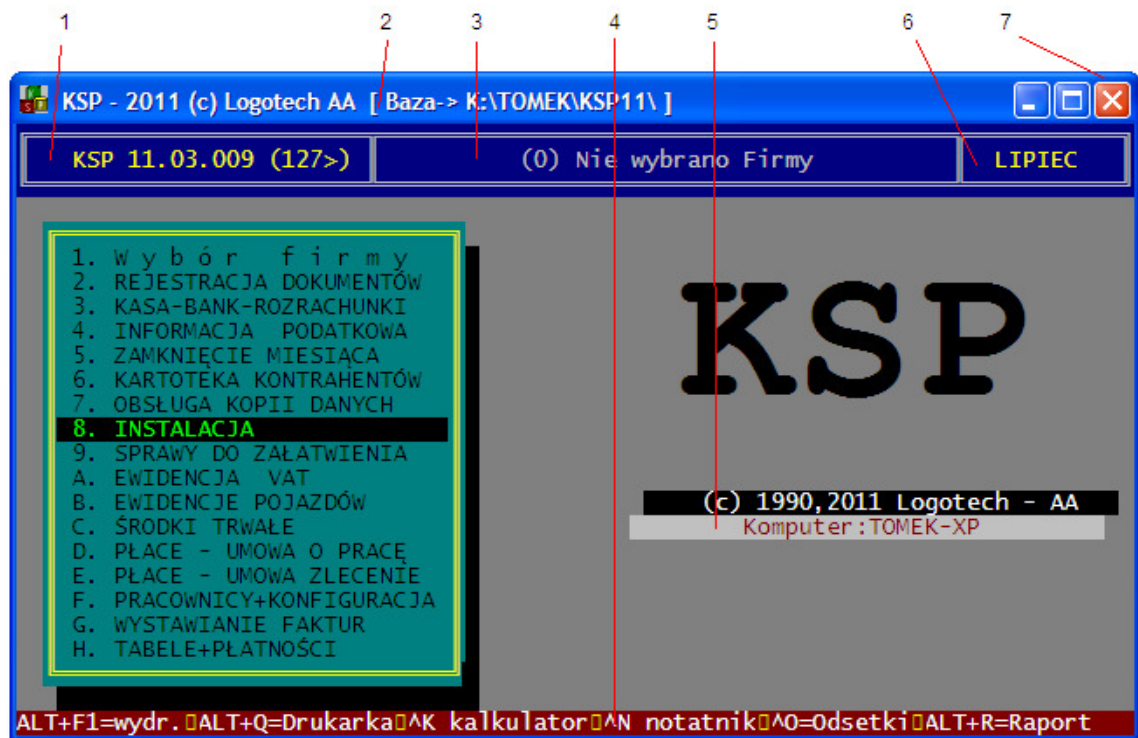 1 2 3 4 5 6 7
KSP - 2011 (c) Logotech AA [ Baza-> K:\TOMEK\KSP11\ ]
KSP 11.03.009 (127>) (0) Nie wybrano Firmy LIPIEC
1. W y b ó r f i r m y
2. REJESTRACJA DOKUMENTÓW
3. KASA-BANK-ROZRACHUNKI
4. INFORMACJA PODATKOWA
5. ZAMKNIĘCIE MIESIĄCA
6. KARTOTEKA KONTRAHENTÓW
7. OBSŁUGA KOPII DANYCH
8. INSTALACJA
9. SPRAWY DO ZAŁATWIENIA
A. EWIDENCJA VAT
B. EWIDENCJE POJAZDÓW
C. ŚRODKI TRWAŁE
D. PŁACE - UMOWA O PRACĘ
E. PŁACE - UMOWA ZLECENIE
F. PRACOWNICY+KONFIGURACJA
G. WYSTAWIANIE FAKTUR
H. TABELE+PŁATNOŚCI
KSP
(c) 1990,2011 Logotech - AA
Komputer:TOMEK-XP
ALT+F1=wydr.▯ALT+Q=Drukarka▯^K kalkulator▯^N notatnik▯^O=Odsetki▯ALT+R=Raport